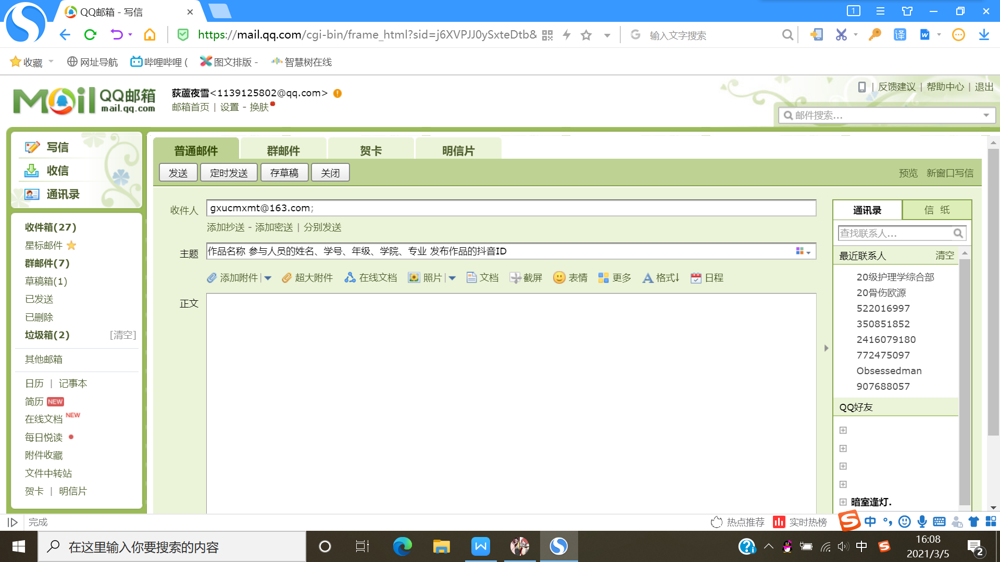 QQ邮箱 - 写信
1
https://mail.qq.com/cgi-bin/frame_html?sid=j6XVPJJ0ySxteDtb&
输入文字搜索
译
收藏
网址导航
哔哩哔哩 (
图文排版 -
智慧树在线
Mail QQ邮箱
mail.qq.com
荻蘆夜雪<1139125802@qq.com>
邮箱首页 | 设置 - 换肤
| 反馈建议 | 帮助中心 | 退出
邮件搜索...
写信
收信
通讯录
收件箱(27)
星标邮件
群邮件(7)
草稿箱(1)
已发送
已删除
垃圾箱(2) [清空]
其他邮箱
日历 | 记事本
简历 NEW
在线文档 NEW
每日悦读
附件收藏
文件中转站
贺卡 | 明信片
普通邮件 群邮件 贺卡 明信片
发送 定时发送 存草稿 关闭
预览 新窗口写信
收件人 gxucmxmt@163.com;
添加抄送 - 添加密送 | 分别发送
主题 作品名称 参与人员的姓名、学号、年级、学院、专业 发布作品的抖音ID
添加附件 超大附件 在线文档 照片 文档 截屏 表情 更多 格式↓ 日程
正文
通讯录 信 纸
查找联系人...
最近联系人 清空
20级护理学综合部
20骨伤欧源
522016997
350851852
2416079180
772475097
Obsessedman
907688057
QQ好友
暗室逢灯.
完成
热点推荐 实时热榜
中
在这里输入你要搜索的内容
中
16:08
2021/3/5
2